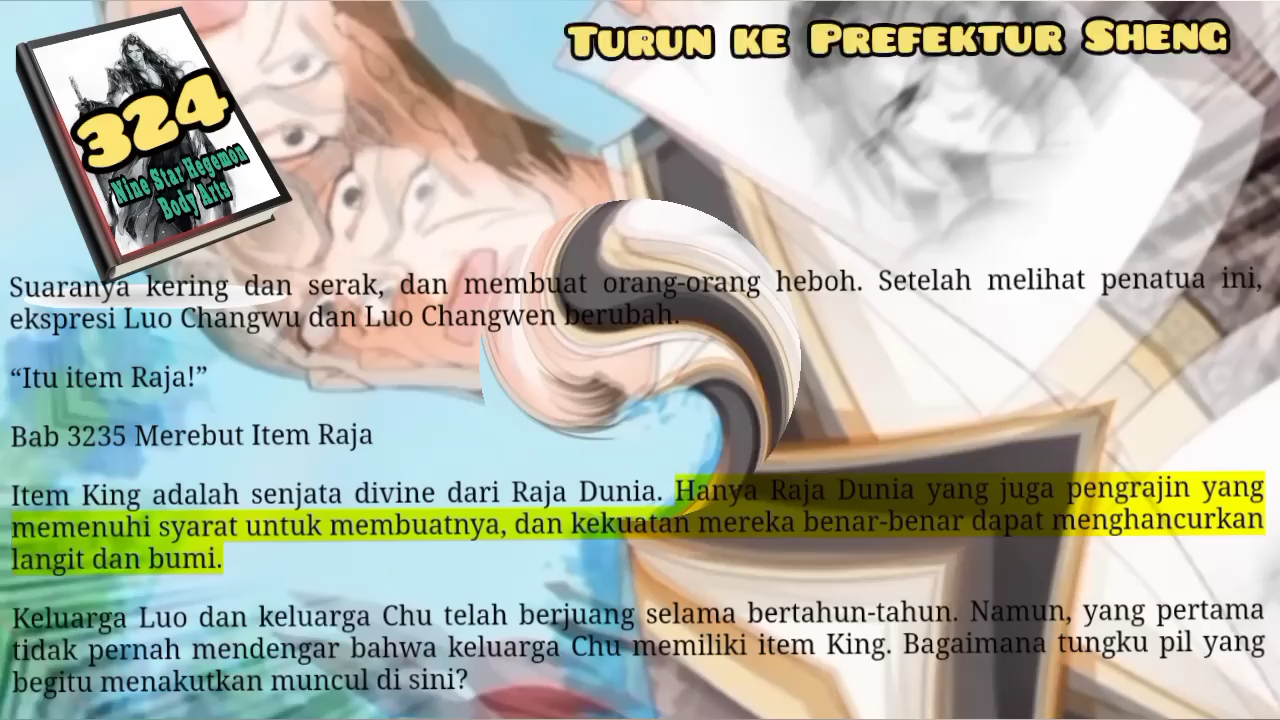 Turun ke Prefektur Sheng
324
Nine Star Hegemon
Body Arts
Suaranya kering dan serak, dan membuat orang-orang heboh. Setelah melihat penatua ini,
ekspresi Luo Changwu dan Luo Changwen berubah.
“Itu item Raja!”
Bab 3235 Merebut Item Raja
Item King adalah senjata divine dari Raja Dunia. Hanya Raja Dunia yang juga pengrajin yang
memenuhi syarat untuk membuatnya, dan kekuatan mereka benar-benar dapat menghancurkan
langit dan bumi.
Keluarga Luo dan keluarga Chu telah berjuang selama bertahun-tahun. Namun, yang pertama
tidak pernah mendengar bahwa keluarga Chu memiliki item King. Bagaimana tungku pil yang
begitu menakutkan muncul di sini?